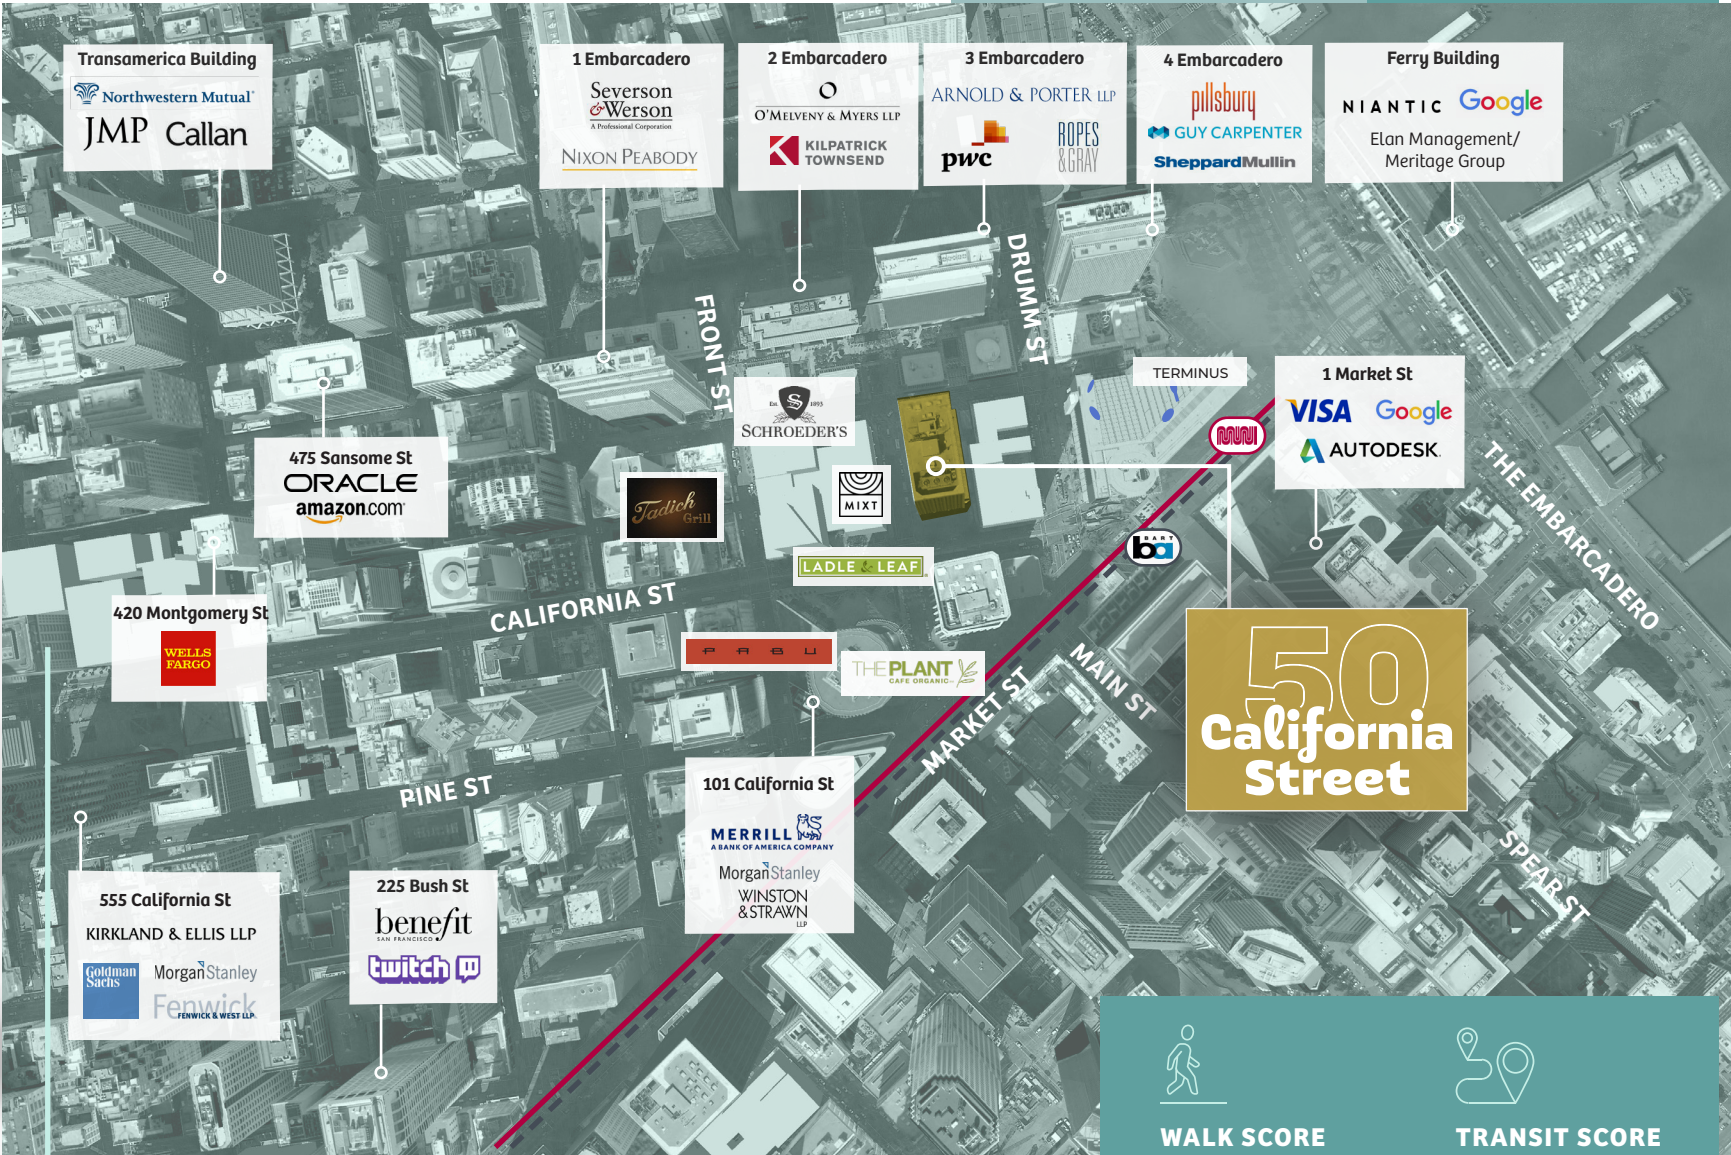 Transamerica Building
Northwestern Mutual®
JMP Callan
1 Embarcadero
Severson
& Werson
A Professional Corporation
NIXON PEABODY
2 Embarcadero
O
O'MELVENY & MYERS LLP
KILPATRICK
TOWNSEND
3 Embarcadero
ARNOLD & PORTER LLP
pwc
ROPES
& GRAY
4 Embarcadero
pillsbury
GUY CARPENTER
SheppardMullin
Ferry Building
NIANTIC Google
Elan Management/
Meritage Group
DRUMM ST
FRONT ST
TERMINUS
1 Market St
VISA Google
AUTODESK.
MUNI
Est. S 1893
SCHROEDER'S
475 Sansome St
ORACLE
amazon.com
Tadich
Grill
MIXT
BART
ba
THE EMBARCADERO
LADLE & LEAF
420 Montgomery St
WELLS
FARGO
CALIFORNIA ST
PABU
THE PLANT
CAFE ORGANIC
MAIN ST
MARKET ST
50
California
Street
PINE ST
101 California St
MERRILL
A BANK OF AMERICA COMPANY
Morgan Stanley
WINSTON
& STRAWN
LLP
SPEAR ST
555 California St
KIRKLAND & ELLIS LLP
Goldman
Sachs
Morgan Stanley
Fenwick
FENWICK & WEST LLP
225 Bush St
benefit
SAN FRANCISCO
twitch
WALK SCORE
TRANSIT SCORE